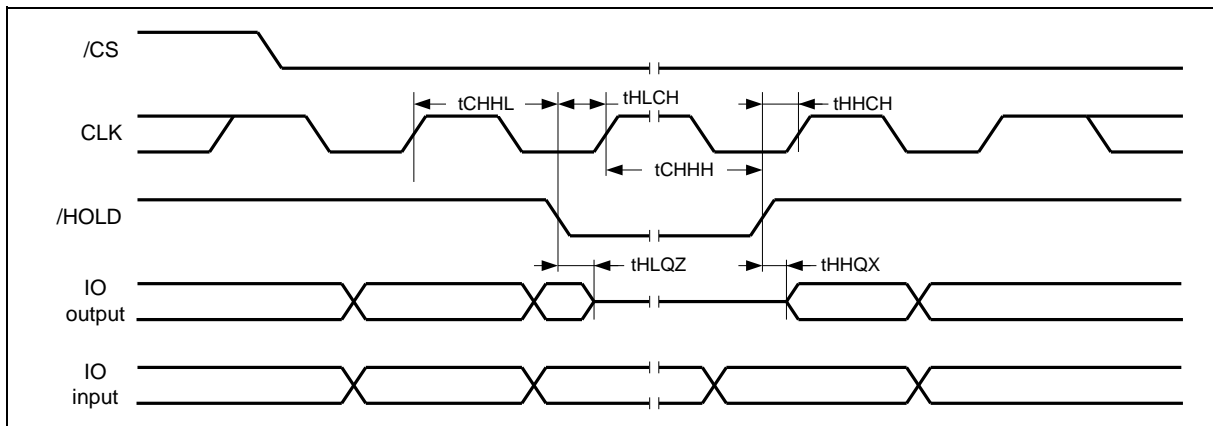 /CS
tCHHL
tHLCH
tHHCH
CLK
tCHHH
/HOLD
tHLQZ
tHHQX
IO
output
IO
input